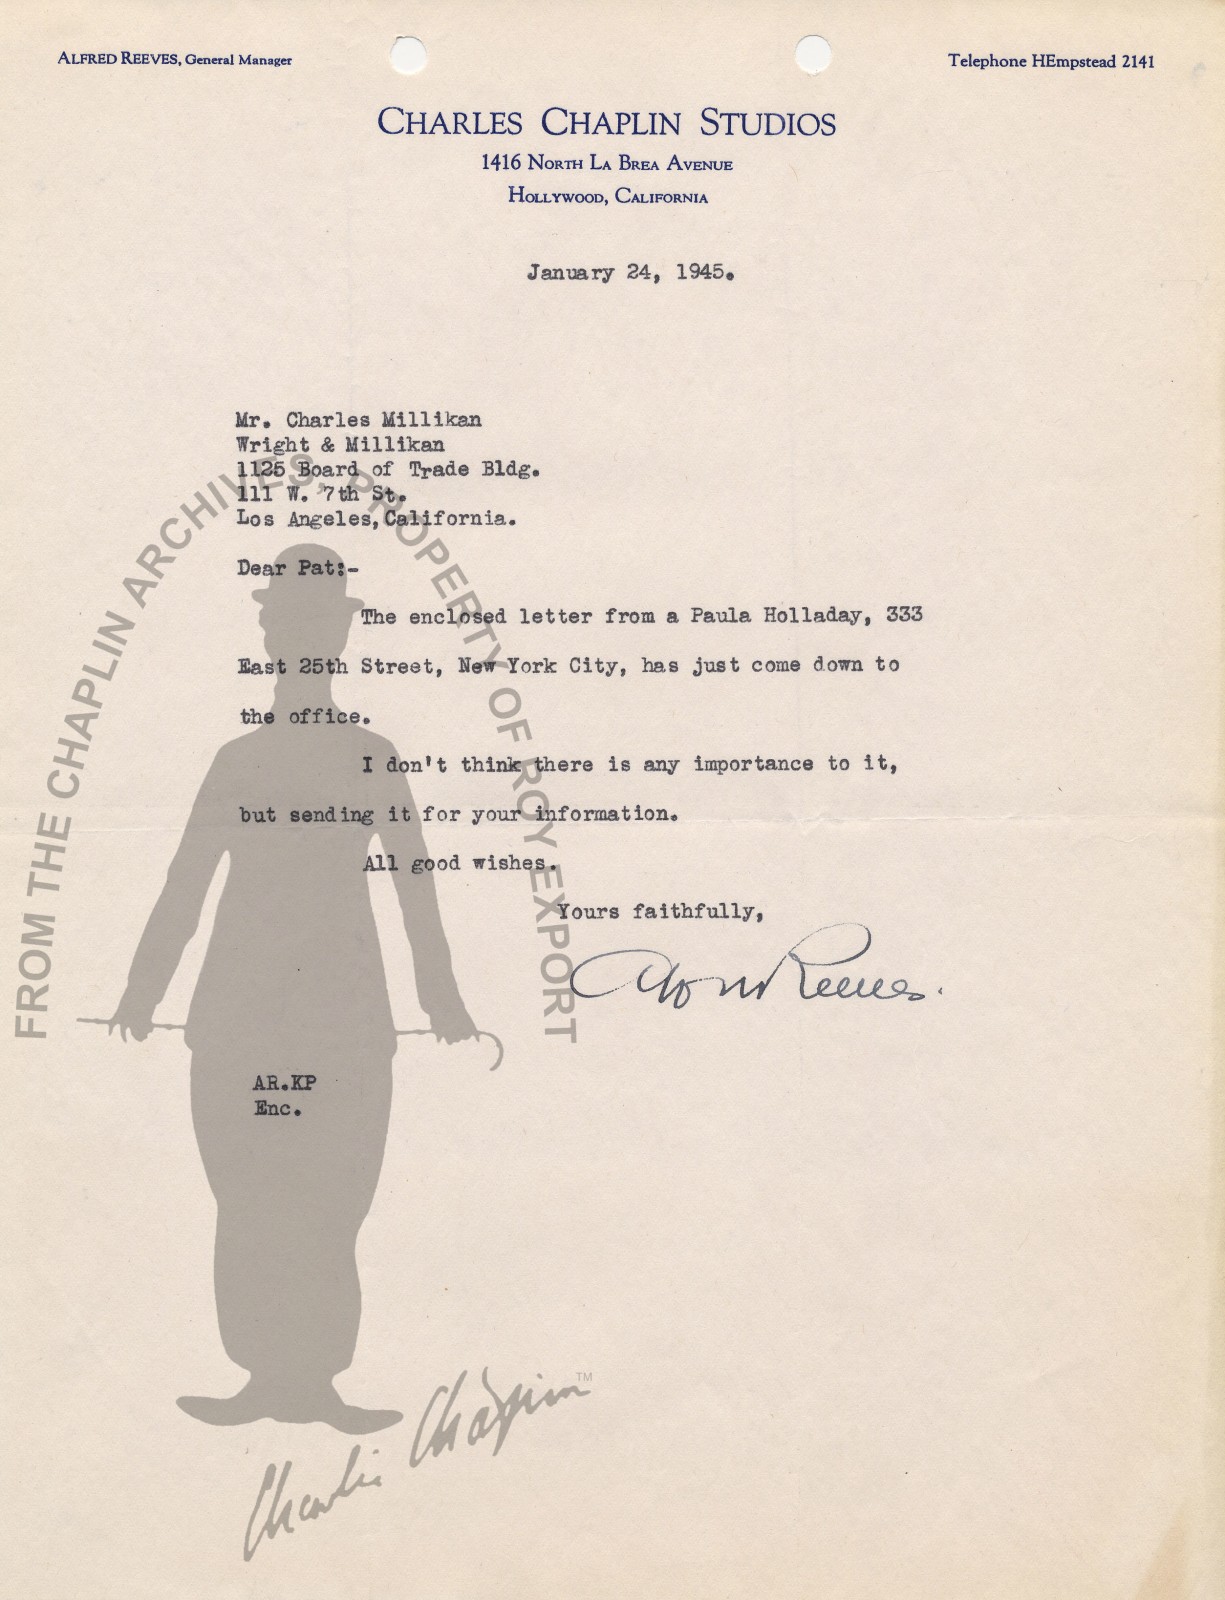 ALFRED REEVES, General Manager
Telephone HEmpstead 2141
CHARLES CHAPLIN STUDIOS
1416 NORTH LA BREA AVENUE
HOLLYWOOD, CALIFORNIA
January 24, 1945.
Mr. Charles Millikan
Wright & Millikan
1125 Board of Trade Bldg.
111 W. 7th St.
Los Angeles,California.
Dear Pat:-
The enclosed letter from a Paula Holladay, 333
East 25th Street, New York City, has just come down to
the office.
I don't think there is any importance to it,
but sending it for your information.
All good wishes.
Yours faithfully,
Alfred Reeves.
AR.KP
Enc.
FROM THE CHAPLIN ARCHIVES, PROPERTY OF ROY EXPORT
Charlie Chaplin™